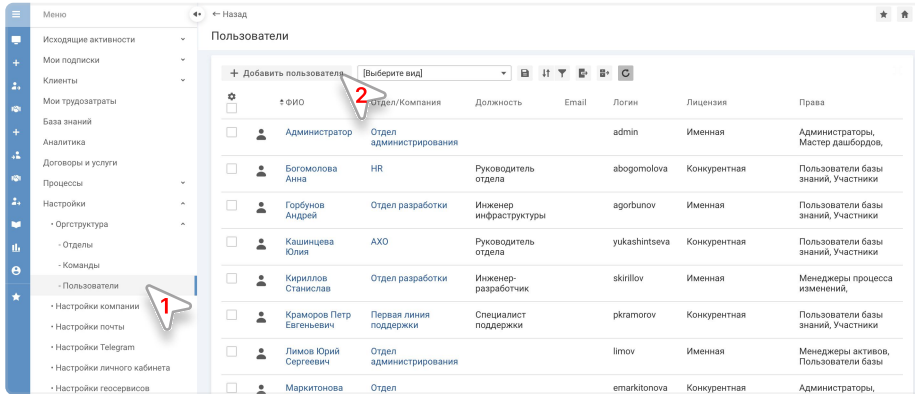 Меню
← Назад
Исходящие активности
Мои подписки
Клиенты
Мои трудозатраты
База знаний
Аналитика
Договоры и услуги
Процессы
Настройки
• Оргструктура
- Отделы
- Команды
- Пользователи
• Настройки компании
• Настройки почты
• Настройки Telegram
• Настройки личного кабинета
• Настройки геосервисов
1
Пользователи
+ Добавить пользователя
[Выберите вид]
2
ФИО Отдел/Компания Должность Email Логин Лицензия Права
Администратор Отдел admin Именная Администраторы,
администрирования Мастер дашбордов,
Богомолова HR Руководитель abogomolova Конкурентная Пользователи базы
Анна отдела знаний, Участники
Горбунов Отдел разработки Инженер agorbunov Именная Пользователи базы
Андрей инфраструктуры знаний, Участники
Кашинцева АХО Руководитель yukashintseva Конкурентная Пользователи базы
Юлия отдела знаний, Участники
Кириллов Отдел разработки Инженер- skirillov Именная Менеджеры процесса
Станислав разработчик изменений,
Краморов Петр Первая линия Специалист pkramorov Конкурентная Пользователи базы
Евгеньевич поддержки поддержки знаний, Участники
Лимов Юрий Отдел limov Именная Менеджеры активов,
Сергеевич администрирования Пользователи базы
Маркитонова Отдел emarkitonova Конкурентная Администраторы,